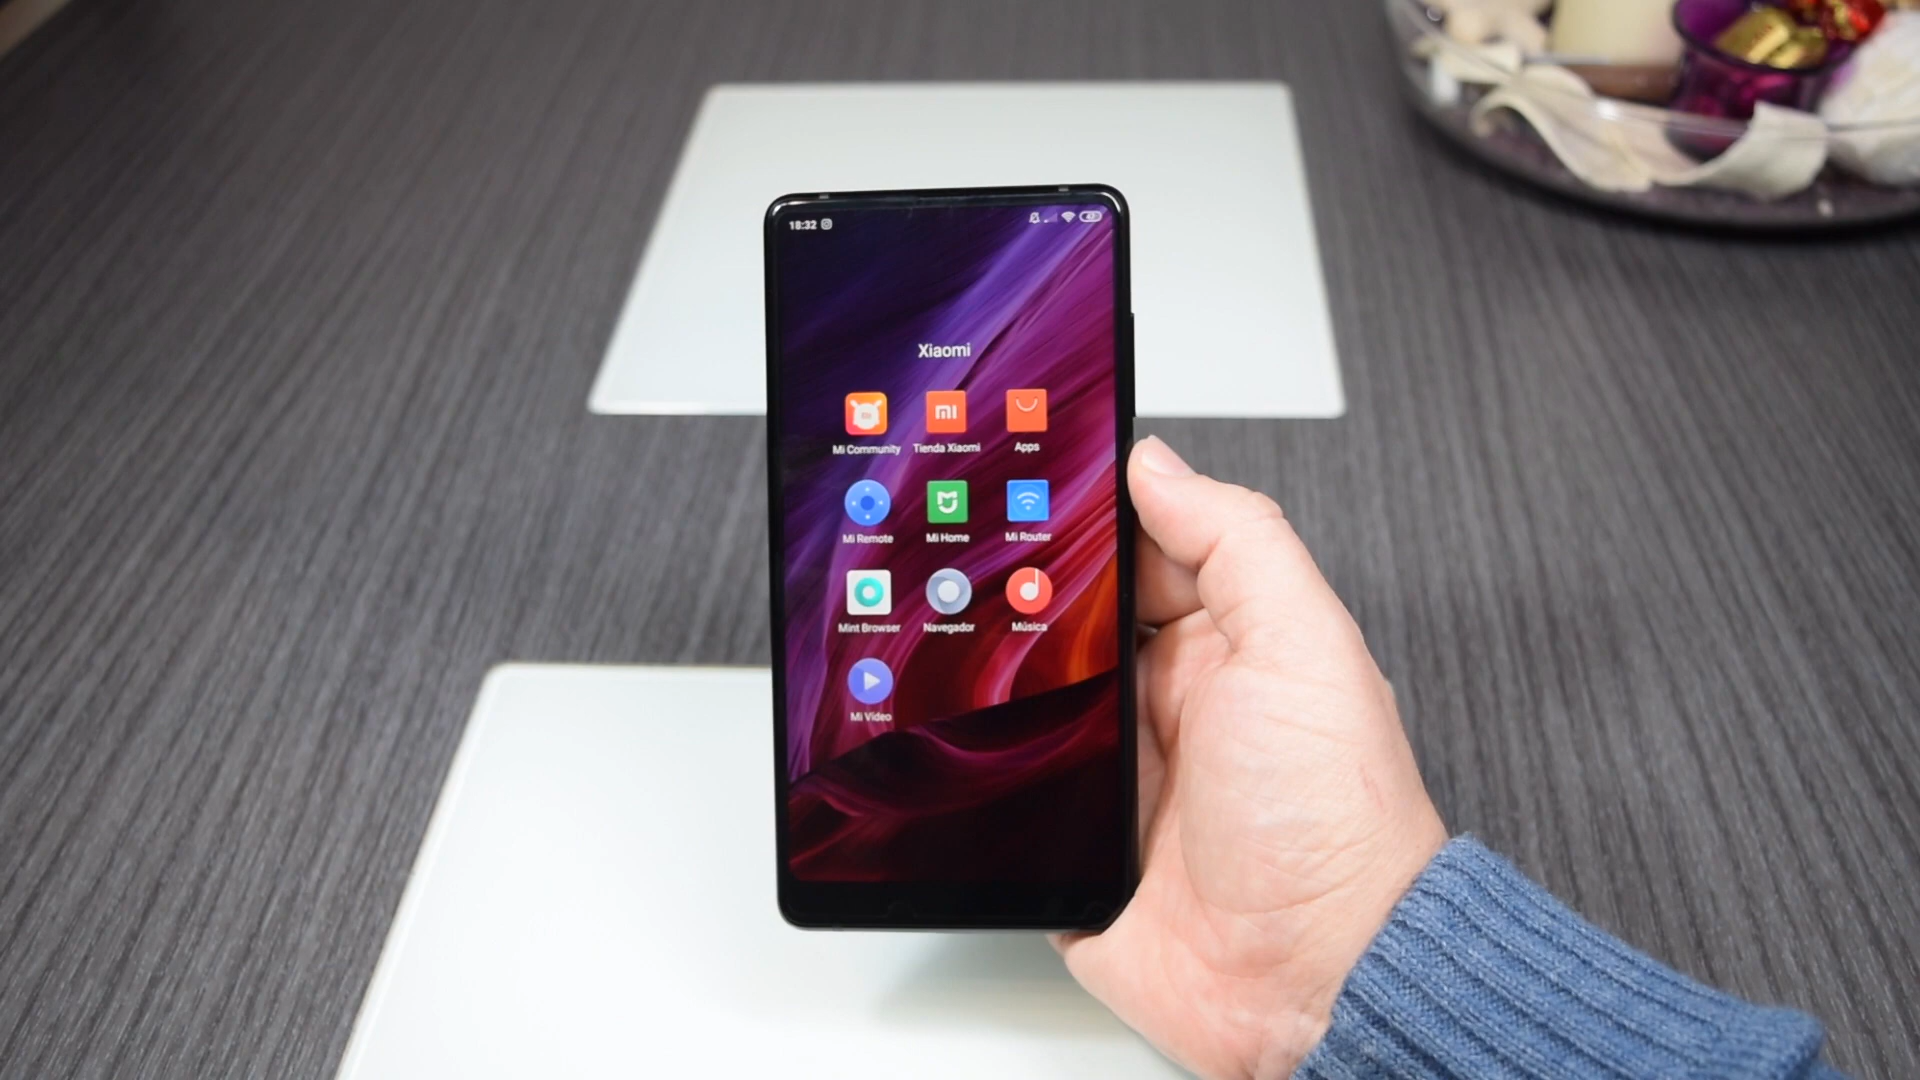 18:32
Xiaomi
Mi Community Tienda Xiaomi Apps
Mi Remote Mi Home Mi Router
Mint Browser Navegador Música
Mi Video